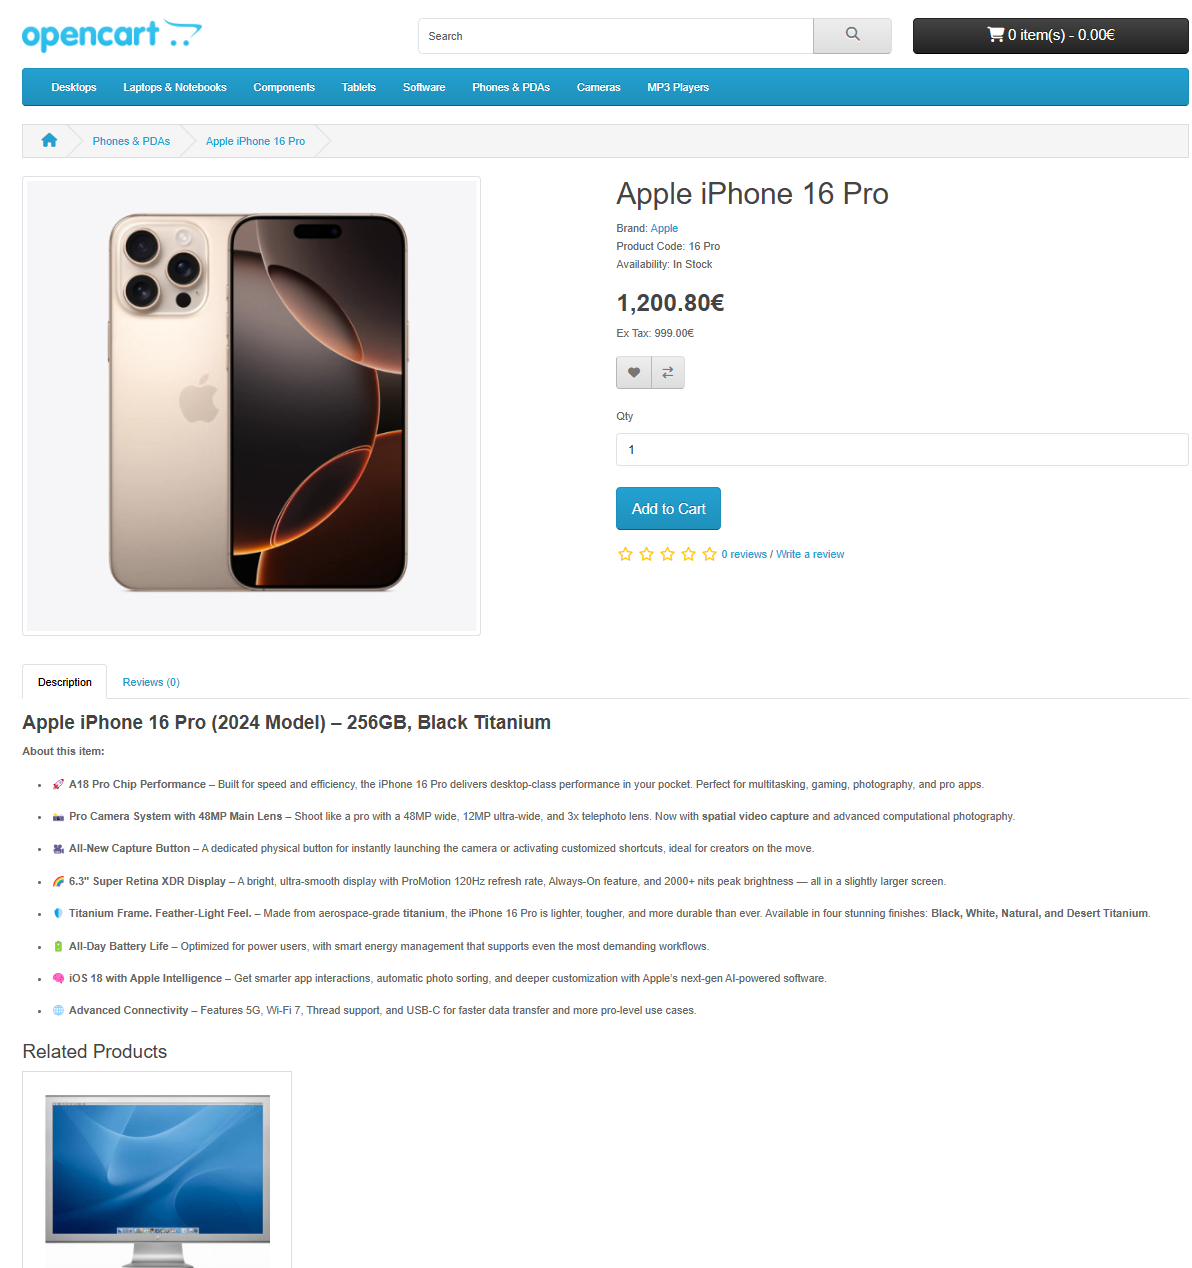 opencart
Search
0 item(s) - 0.00€
Desktops
Laptops & Notebooks
Components
Tablets
Software
Phones & PDAs
Cameras
MP3 Players
Phones & PDAs
Apple iPhone 16 Pro
Apple iPhone 16 Pro
Brand: Apple
Product Code: 16 Pro
Availability: In Stock
1,200.80€
Ex Tax: 999.00€
Qty
1
Add to Cart
0 reviews / Write a review
Description
Reviews (0)
Apple iPhone 16 Pro (2024 Model) – 256GB, Black Titanium
About this item:
🚀 A18 Pro Chip Performance – Built for speed and efficiency, the iPhone 16 Pro delivers desktop-class performance in your pocket. Perfect for multitasking, gaming, photography, and pro apps.
📸 Pro Camera System with 48MP Main Lens – Shoot like a pro with a 48MP wide, 12MP ultra-wide, and 3x telephoto lens. Now with spatial video capture and advanced computational photography.
🎥 All-New Capture Button – A dedicated physical button for instantly launching the camera or activating customized shortcuts, ideal for creators on the move.
🌈 6.3" Super Retina XDR Display – A bright, ultra-smooth display with ProMotion 120Hz refresh rate, Always-On feature, and 2000+ nits peak brightness — all in a slightly larger screen.
🛡️ Titanium Frame. Feather-Light Feel. – Made from aerospace-grade titanium, the iPhone 16 Pro is lighter, tougher, and more durable than ever. Available in four stunning finishes: Black, White, Natural, and Desert Titanium.
🔋 All-Day Battery Life – Optimized for power users, with smart energy management that supports even the most demanding workflows.
🧠 iOS 18 with Apple Intelligence – Get smarter app interactions, automatic photo sorting, and deeper customization with Apple's next-gen AI-powered software.
🌐 Advanced Connectivity – Features 5G, Wi-Fi 7, Thread support, and USB-C for faster data transfer and more pro-level use cases.
Related Products